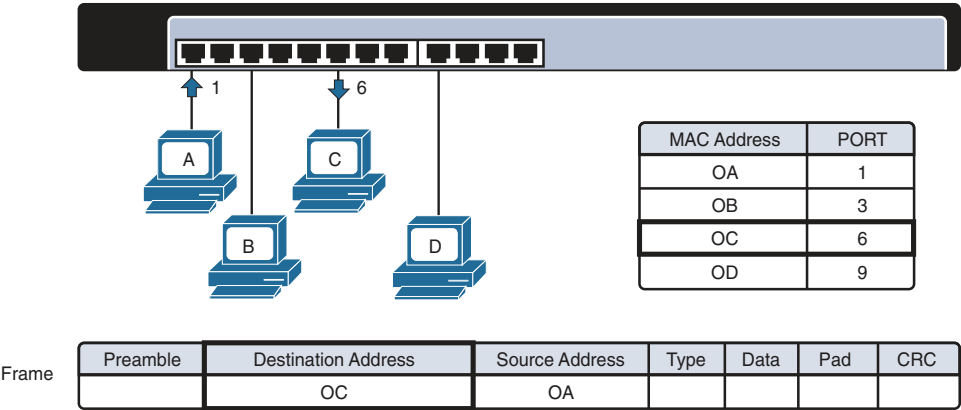 1
6
A
C
B
D
MAC Address PORT
OA 1
OB 3
OC 6
OD 9
Frame
Preamble Destination Address Source Address Type Data Pad CRC
OC OA